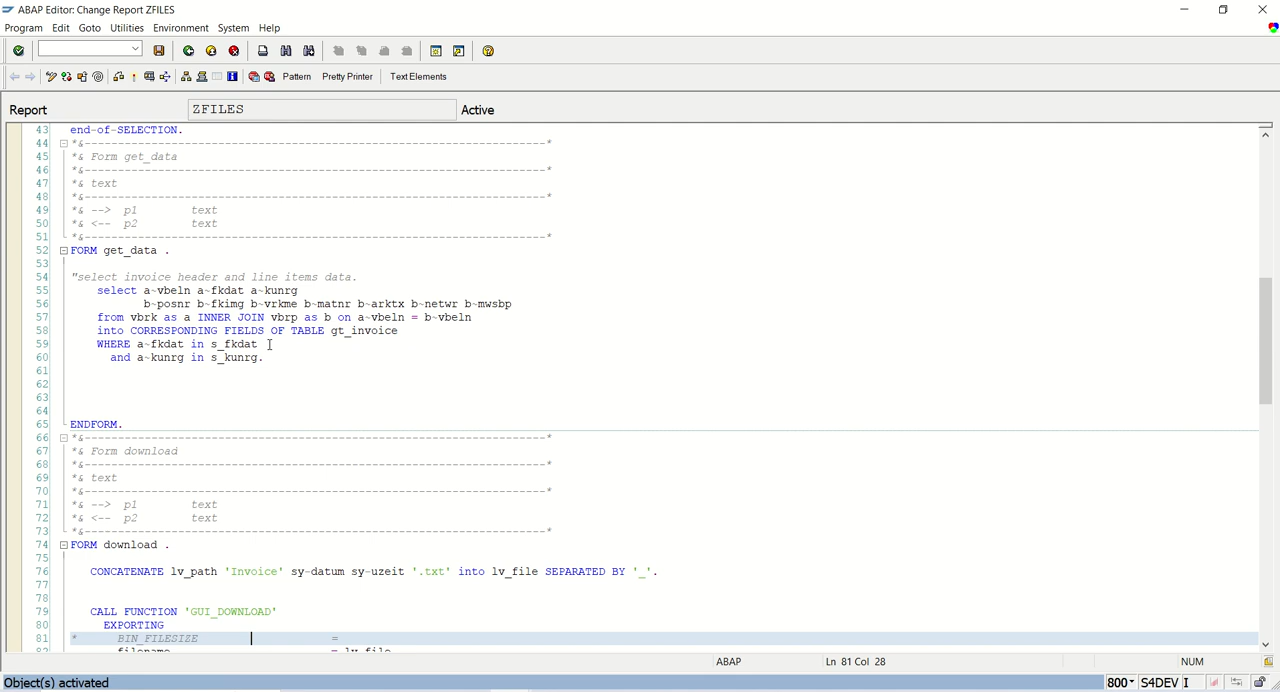 ABAP Editor: Change Report ZFILES
Program Edit Goto Utilities Environment System Help
Pattern Pretty Printer Text Elements
Report ZFILES Active
43 end-of-SELECTION.
44 *&---------------------------------------------------------------------*
45 *& Form get_data
46 *&---------------------------------------------------------------------*
47 *& text
48 *&---------------------------------------------------------------------*
49 *& --> p1 text
50 *& <-- p2 text
51 *&---------------------------------------------------------------------*
52 FORM get_data .
53
54 "select invoice header and line items data.
55 select a~vbeln a~fkdat a~kunrg
56 b~posnr b~fkimg b~vrkme b~matnr b~arktx b~netwr b~mwsbp
57 from vbrk as a INNER JOIN vbrp as b on a~vbeln = b~vbeln
58 into CORRESPONDING FIELDS OF TABLE gt_invoice
59 WHERE a~fkdat in s_fkdat
60 and a~kunrg in s_kunrg.
61
62
63
64
65 ENDFORM.
66 *&---------------------------------------------------------------------*
67 *& Form download
68 *&---------------------------------------------------------------------*
69 *& text
70 *&---------------------------------------------------------------------*
71 *& --> p1 text
72 *& <-- p2 text
73 *&---------------------------------------------------------------------*
74 FORM download .
75
76 CONCATENATE lv_path 'Invoice' sy-datum sy-uzeit '.txt' into lv_file SEPARATED BY '_'.
77
78
79 CALL FUNCTION 'GUI_DOWNLOAD'
80 EXPORTING
81 * BIN_FILESIZE =
82 filename = lv_file
ABAP Ln 81 Col 28 NUM
Object(s) activated 800 S4DEV I